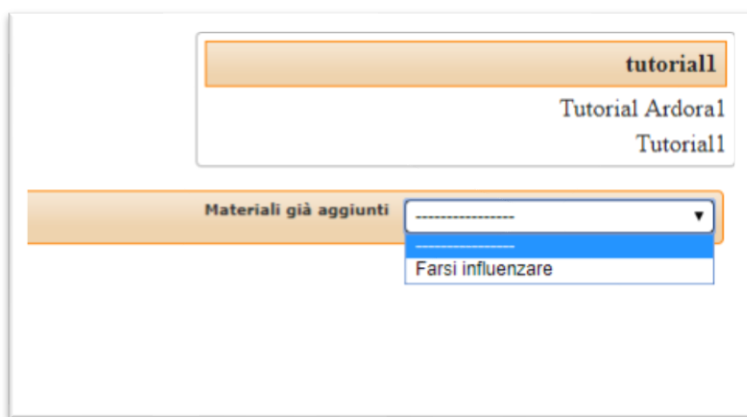 tutorial1
Tutorial Ardora1
Tutorial1
Materiali già aggiunti
----------------
----------------
Farsi influenzare